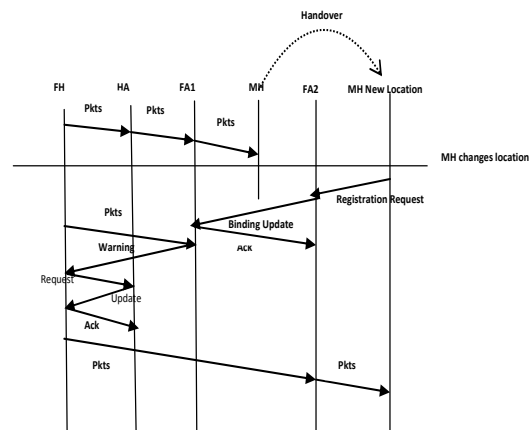 Handover
FH HA FA1 MH FA2 MH New Location
Pkts Pkts Pkts
MH changes location
Registration Request
Pkts Binding Update
Warning Ack
Request
Update
Ack
Pkts Pkts